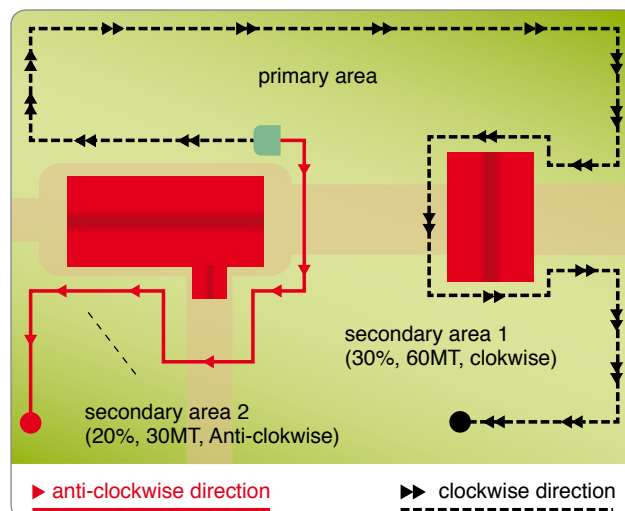 primary area
secondary area 1
(30%, 60MT, clokwise)
secondary area 2
(20%, 30MT, Anti-clokwise)
anti-clockwise direction
clockwise direction